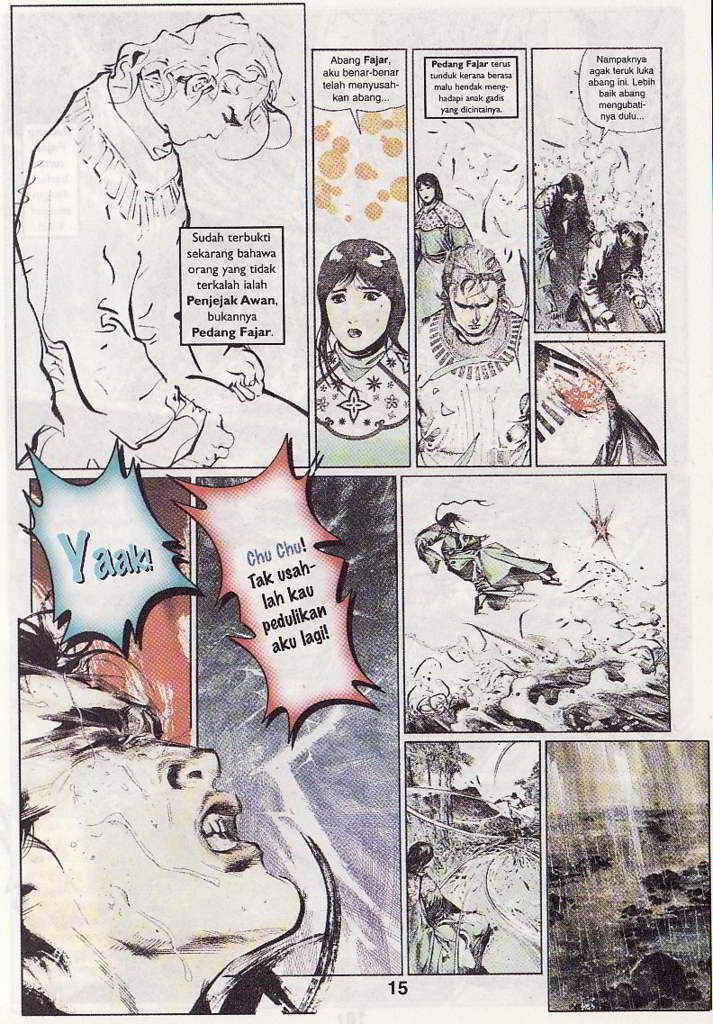 Sudah terbukti
sekarang bahawa
orang yang tidak
terkalah ialah
Penjejak Awan,
bukannya
Pedang Fajar.
Abang Fajar,
aku benar-benar
telah menyusah-
kan abang...
Pedang Fajar terus
tunduk kerana berasa
malu hendak meng-
hadapi anak gadis
yang dicintainya.
Nampaknya
agak teruk luka
abang ini. Lebih
baik abang
mengubati-
nya dulu...
Yaak!
Chu Chu!
Tak usah-
lah kau
pedulikan
aku lagi!
15